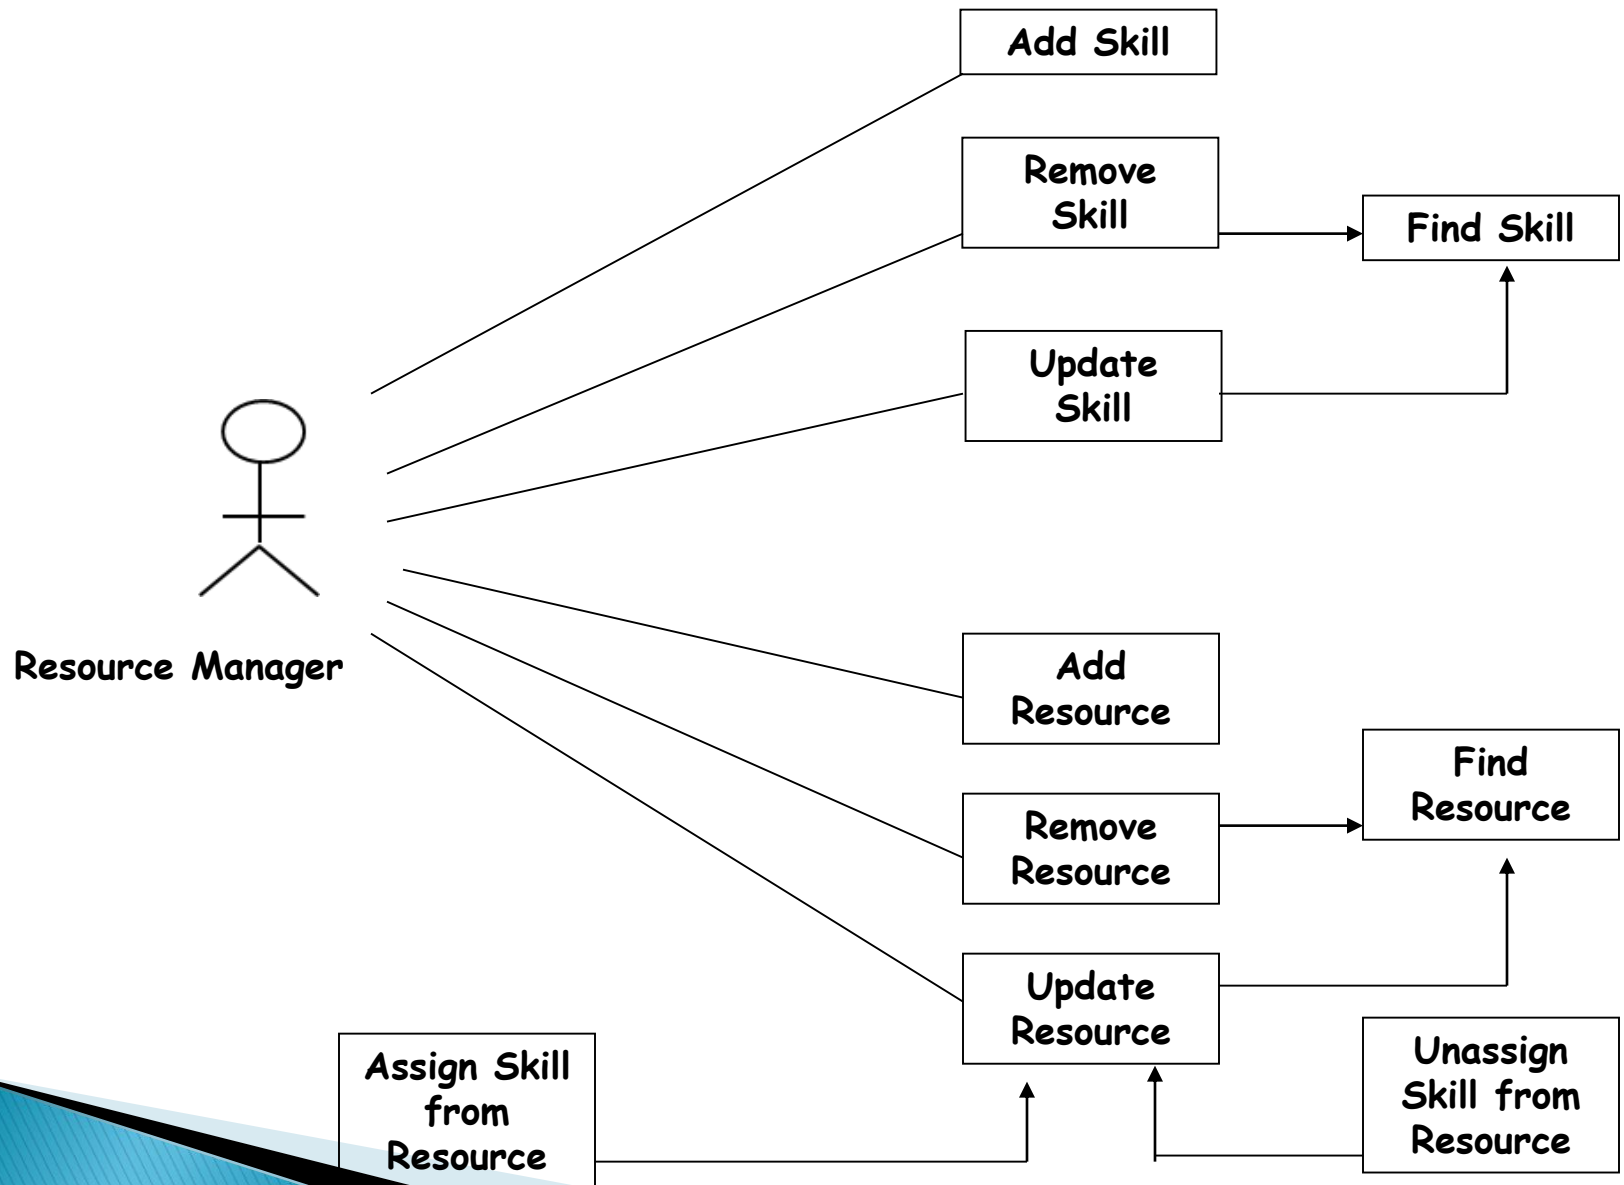 Add Skill
Remove
Skill
Find Skill
Update
Skill
Resource Manager
Add
Resource
Find
Resource
Remove
Resource
Update
Resource
Assign Skill
from
Resource
Unassign
Skill from
Resource